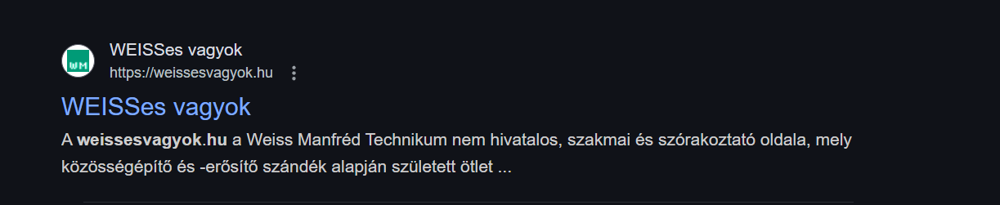 WM
WEISSes vagyok
https://weissesvagyok.hu
WEISSes vagyok
A weissesvagyok.hu a Weiss Manfréd Technikum nem hivatalos, szakmai és szórakoztató oldala, mely
közösségépítő és -erősítő szándék alapján született ötlet ...